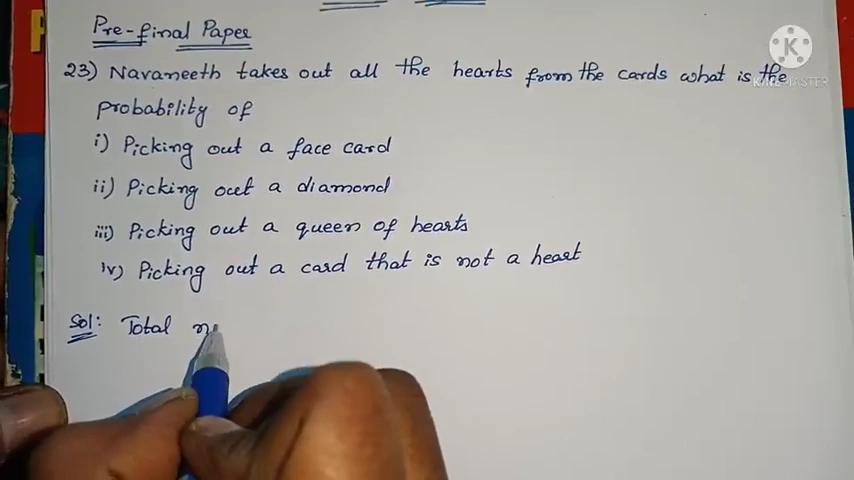 Pre-final Paper
23) Navaneeth takes out all the hearts from the cards what is the
probability of
i) Picking out a face card
ii) Picking out a diamond
iii) Picking out a queen of hearts
iv) Picking out a card that is not a heart
Sol: Total n